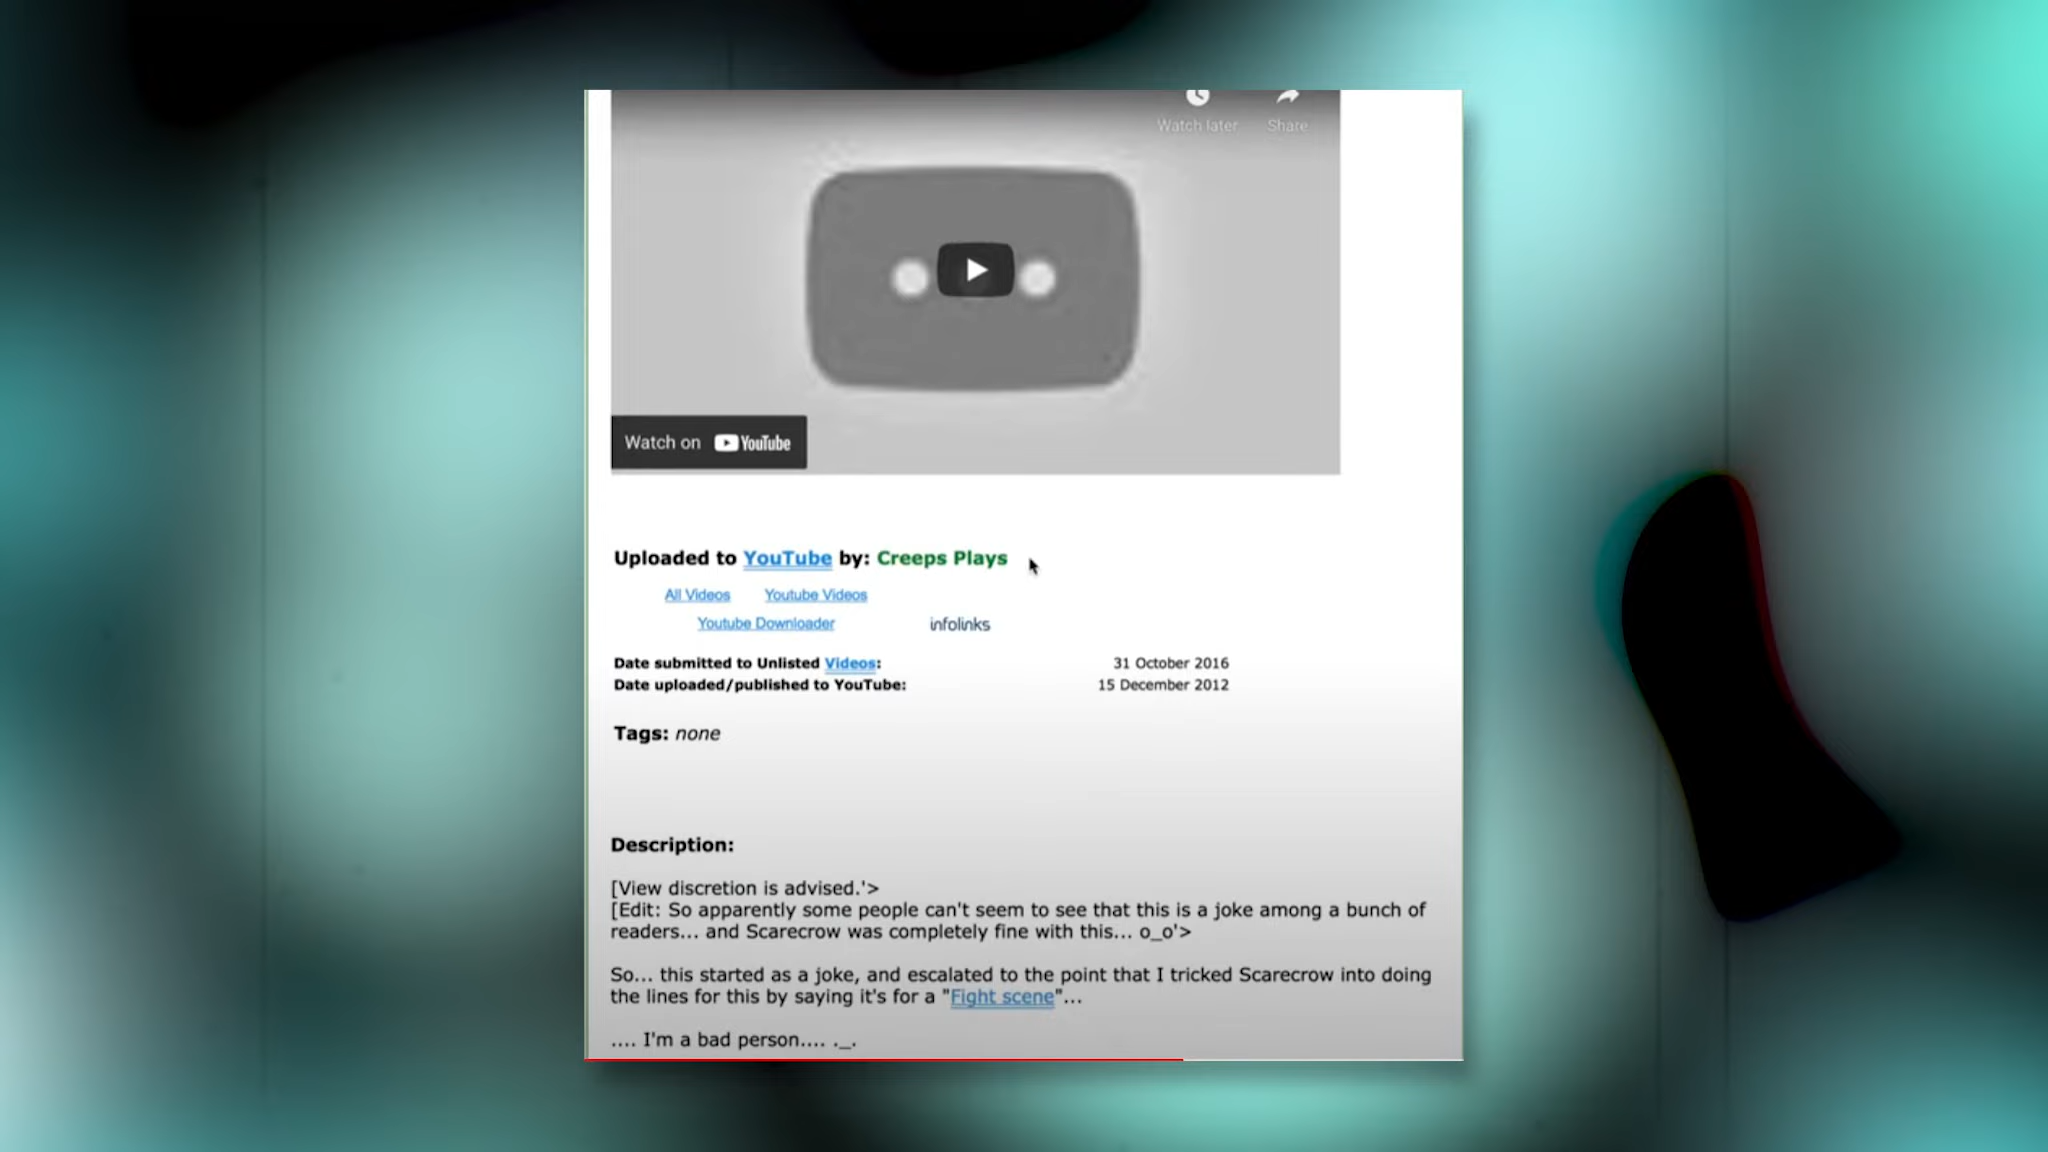 Watch later Share
Watch on YouTube
Uploaded to YouTube by: Creeps Plays
All Videos Youtube Videos
Youtube Downloader infolinks
Date submitted to Unlisted Videos: 31 October 2016
Date uploaded/published to YouTube: 15 December 2012
Tags: none
Description:
[View discretion is advised.'>
[Edit: So apparently some people can't seem to see that this is a joke among a bunch of
readers... and Scarecrow was completely fine with this... o_o'>
So... this started as a joke, and escalated to the point that I tricked Scarecrow into doing
the lines for this by saying it's for a "Fight scene"...
.... I'm a bad person.... ._.